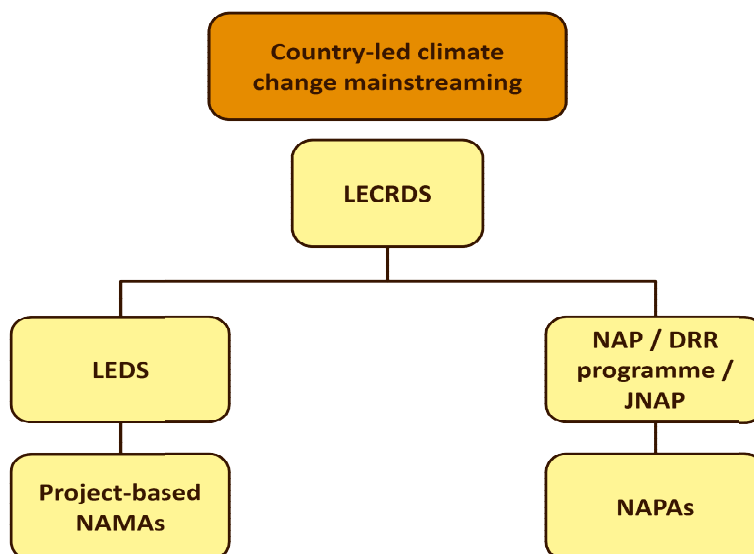 Country-led climate
change mainstreaming
LECRDS
LEDS
NAP / DRR
programme /
JNAP
Project-based
NAMAs
NAPAs